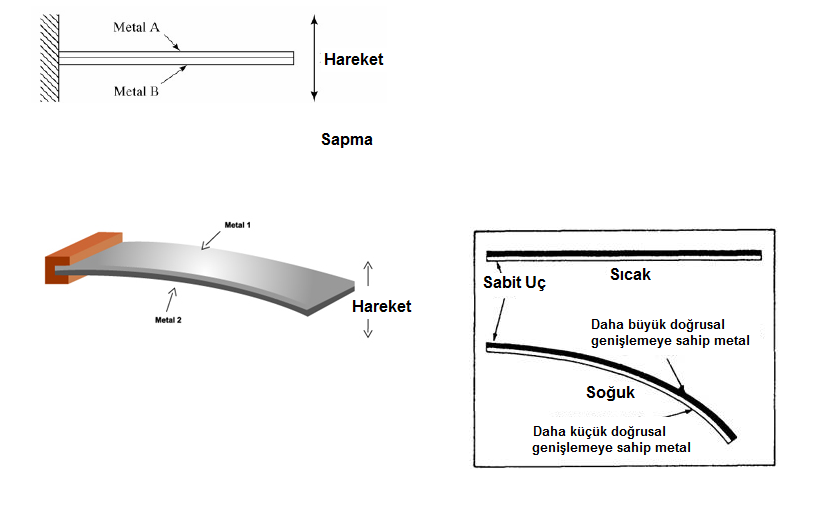 Metal A
Hareket
Metal B
Sapma
Metal 1
Hareket
Metal 2
Sabit Uç
Sıcak
Daha büyük doğrusal
genişlemeye sahip metal
Soğuk
Daha küçük doğrusal
genişlemeye sahip metal